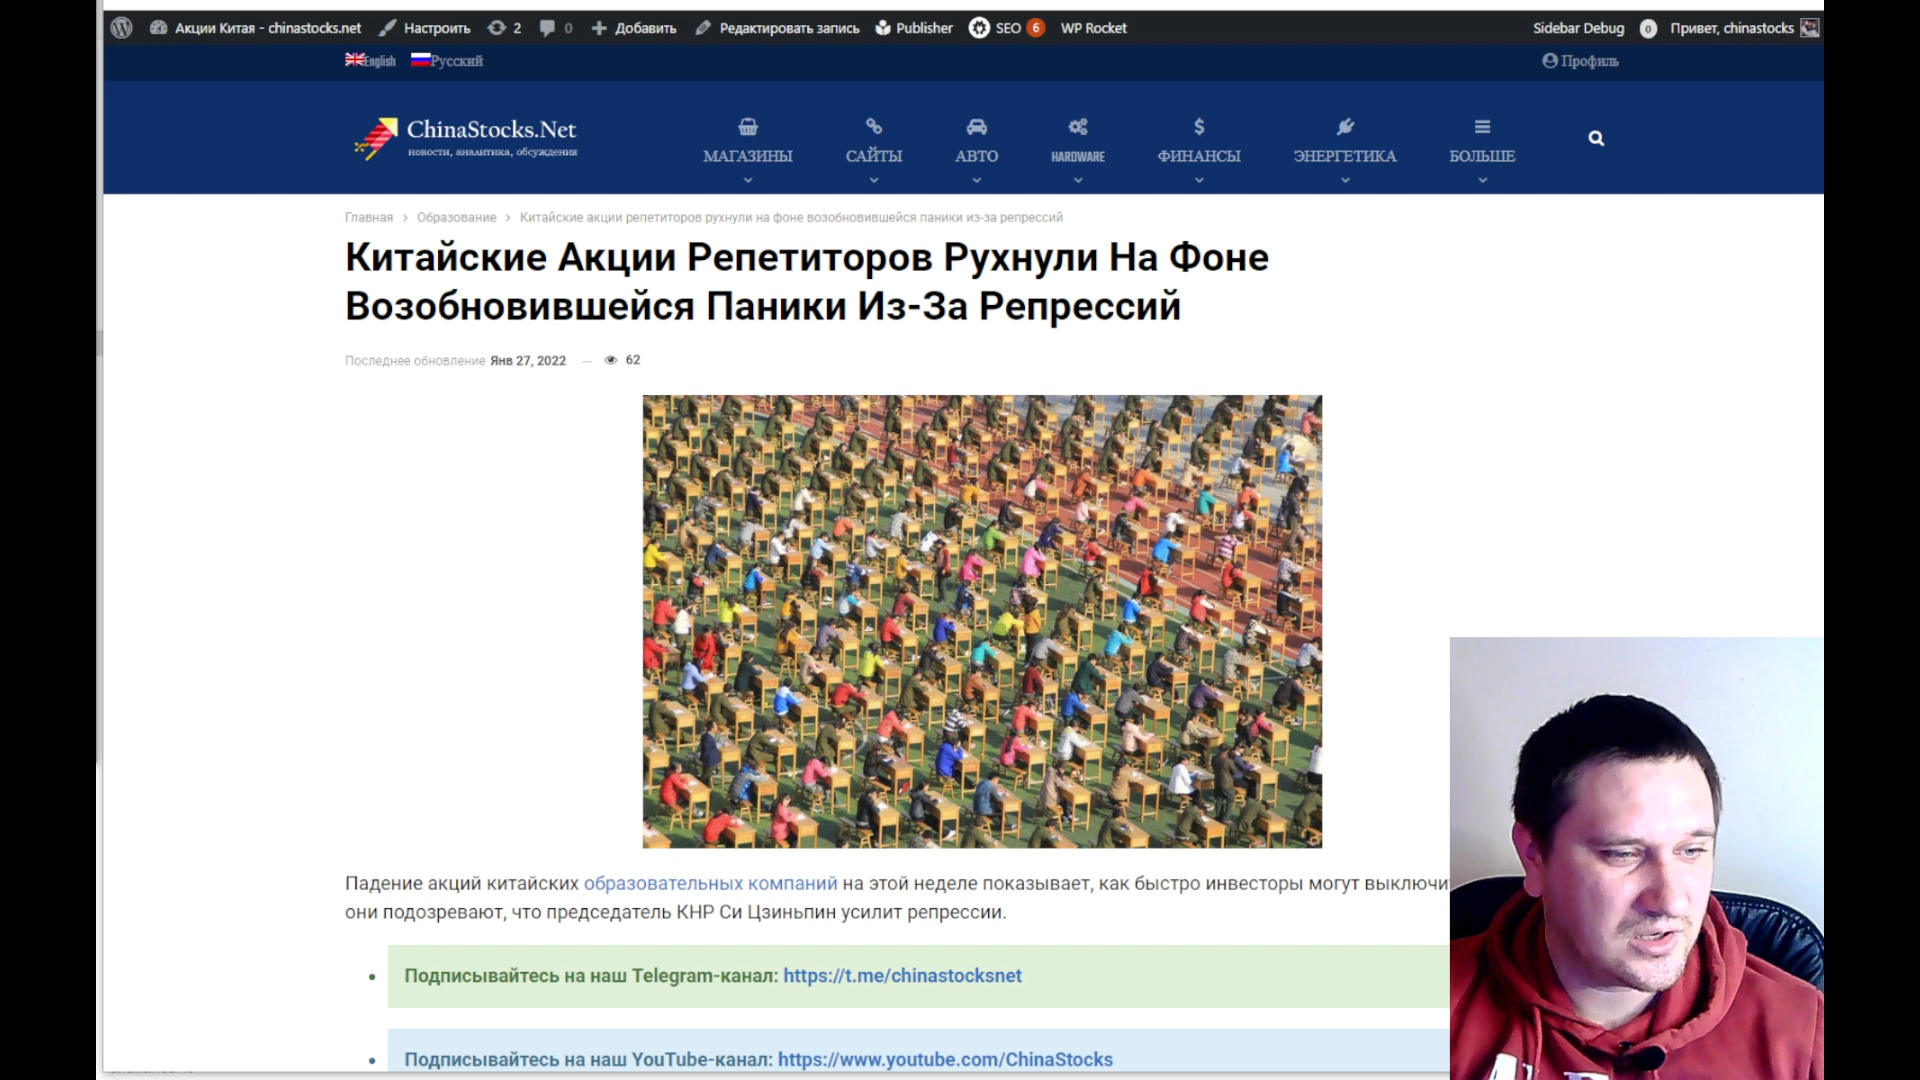 Акции Китая - chinastocks.net Настроить 2 0 Добавить Редактировать запись Publisher SEO 6 WP Rocket Sidebar Debug 0 Привет, chinastocks
English Русский Профиль
ChinaStocks.Net
новости, аналитика, обсуждения
МАГАЗИНЫ САЙТЫ АВТО HARDWARE ФИНАНСЫ ЭНЕРГЕТИКА БОЛЬШЕ
Главная > Образование > Китайские акции репетиторов рухнули на фоне возобновившейся паники из-за репрессий
Китайские Акции Репетиторов Рухнули На Фоне
Возобновившейся Паники Из-За Репрессий
Последнее обновление Янв 27, 2022 — 62
Падение акций китайских образовательных компаний на этой неделе показывает, как быстро инвесторы могут
они подозревают, что председатель КНР Си Цзиньпин усилит репрессии.
• Подписывайтесь на наш Telegram-канал: https://t.me/chinastocksnet
• Подписывайтесь на наш YouTube-канал: https://www.youtube.com/ChinaStocks